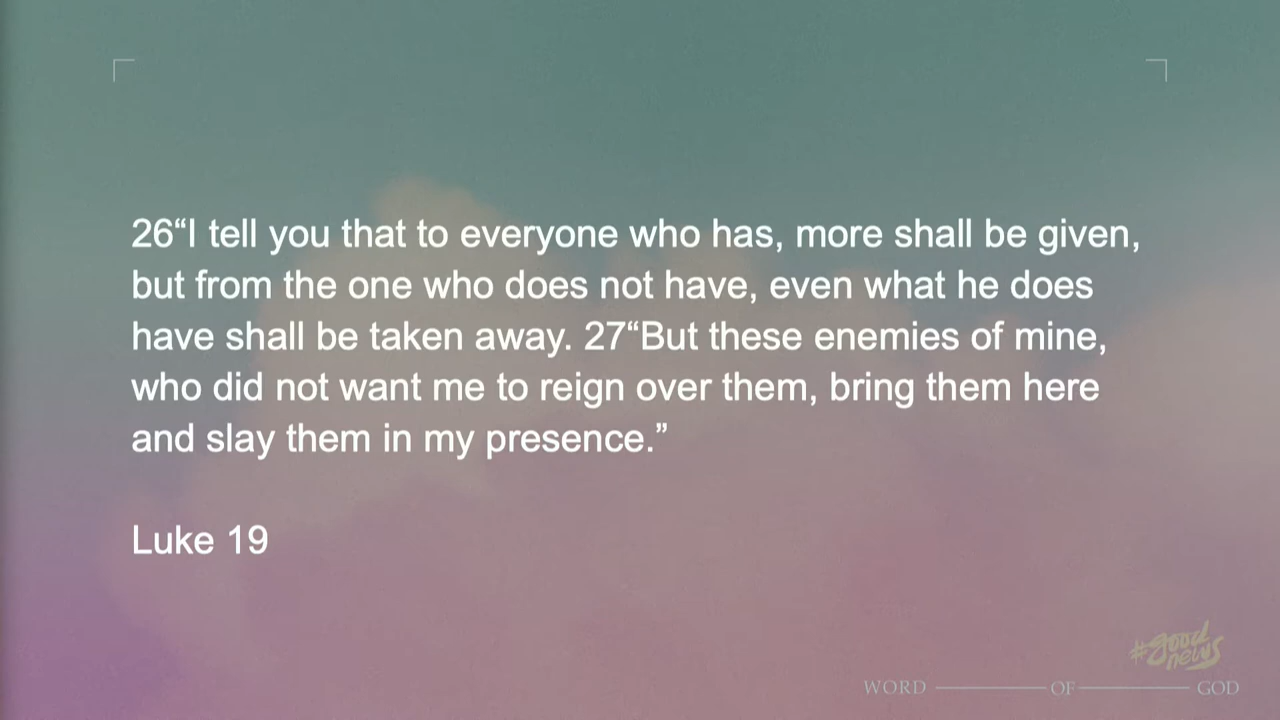 26“I tell you that to everyone who has, more shall be given,
but from the one who does not have, even what he does
have shall be taken away. 27“But these enemies of mine,
who did not want me to reign over them, bring them here
and slay them in my presence.”
Luke 19
#good
news
WORD OF GOD